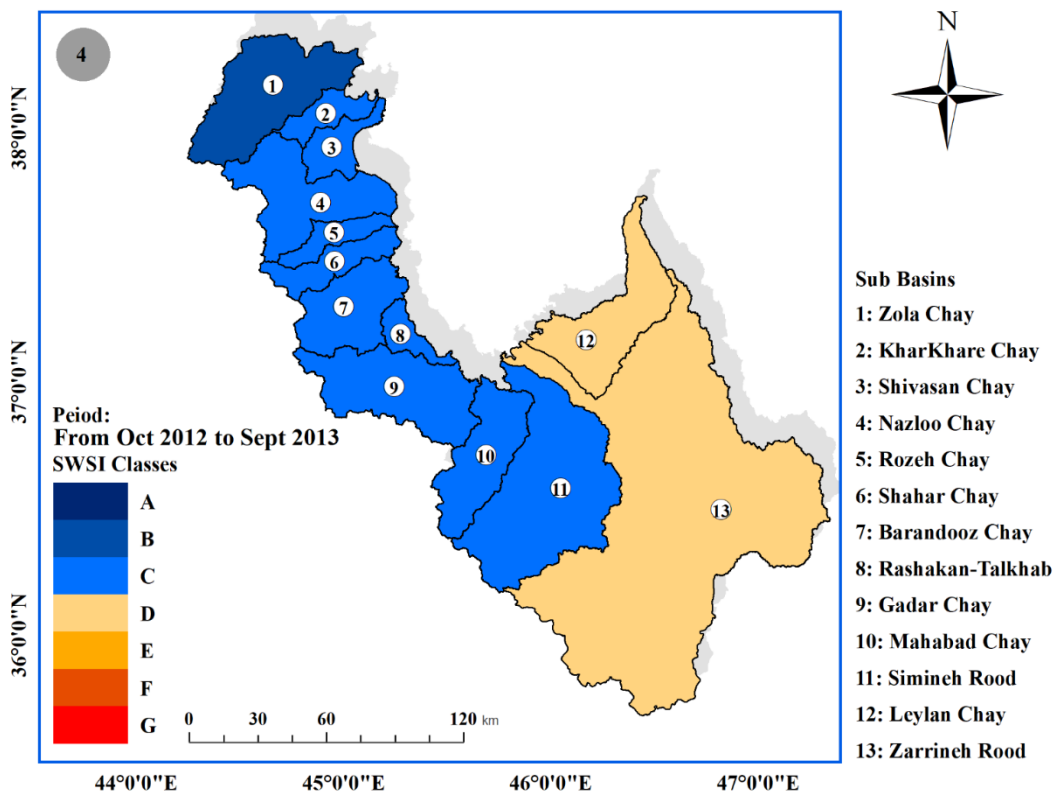 4
N
38°0'0"N
37°0'0"N
36°0'0"N
1
2
3
4
5
6
7
8
9
10
11
12
13
Peiod:
From Oct 2012 to Sept 2013
SWSI Classes
A
B
C
D
E
F
G
0 30 60 120 km
44°0'0"E 45°0'0"E 46°0'0"E 47°0'0"E
Sub Basins
1: Zola Chay
2: KharKhare Chay
3: Shivasan Chay
4: Nazloo Chay
5: Rozeh Chay
6: Shahar Chay
7: Barandooz Chay
8: Rashakan-Talkhab
9: Gadar Chay
10: Mahabad Chay
11: Simineh Rood
12: Leylan Chay
13: Zarrineh Rood